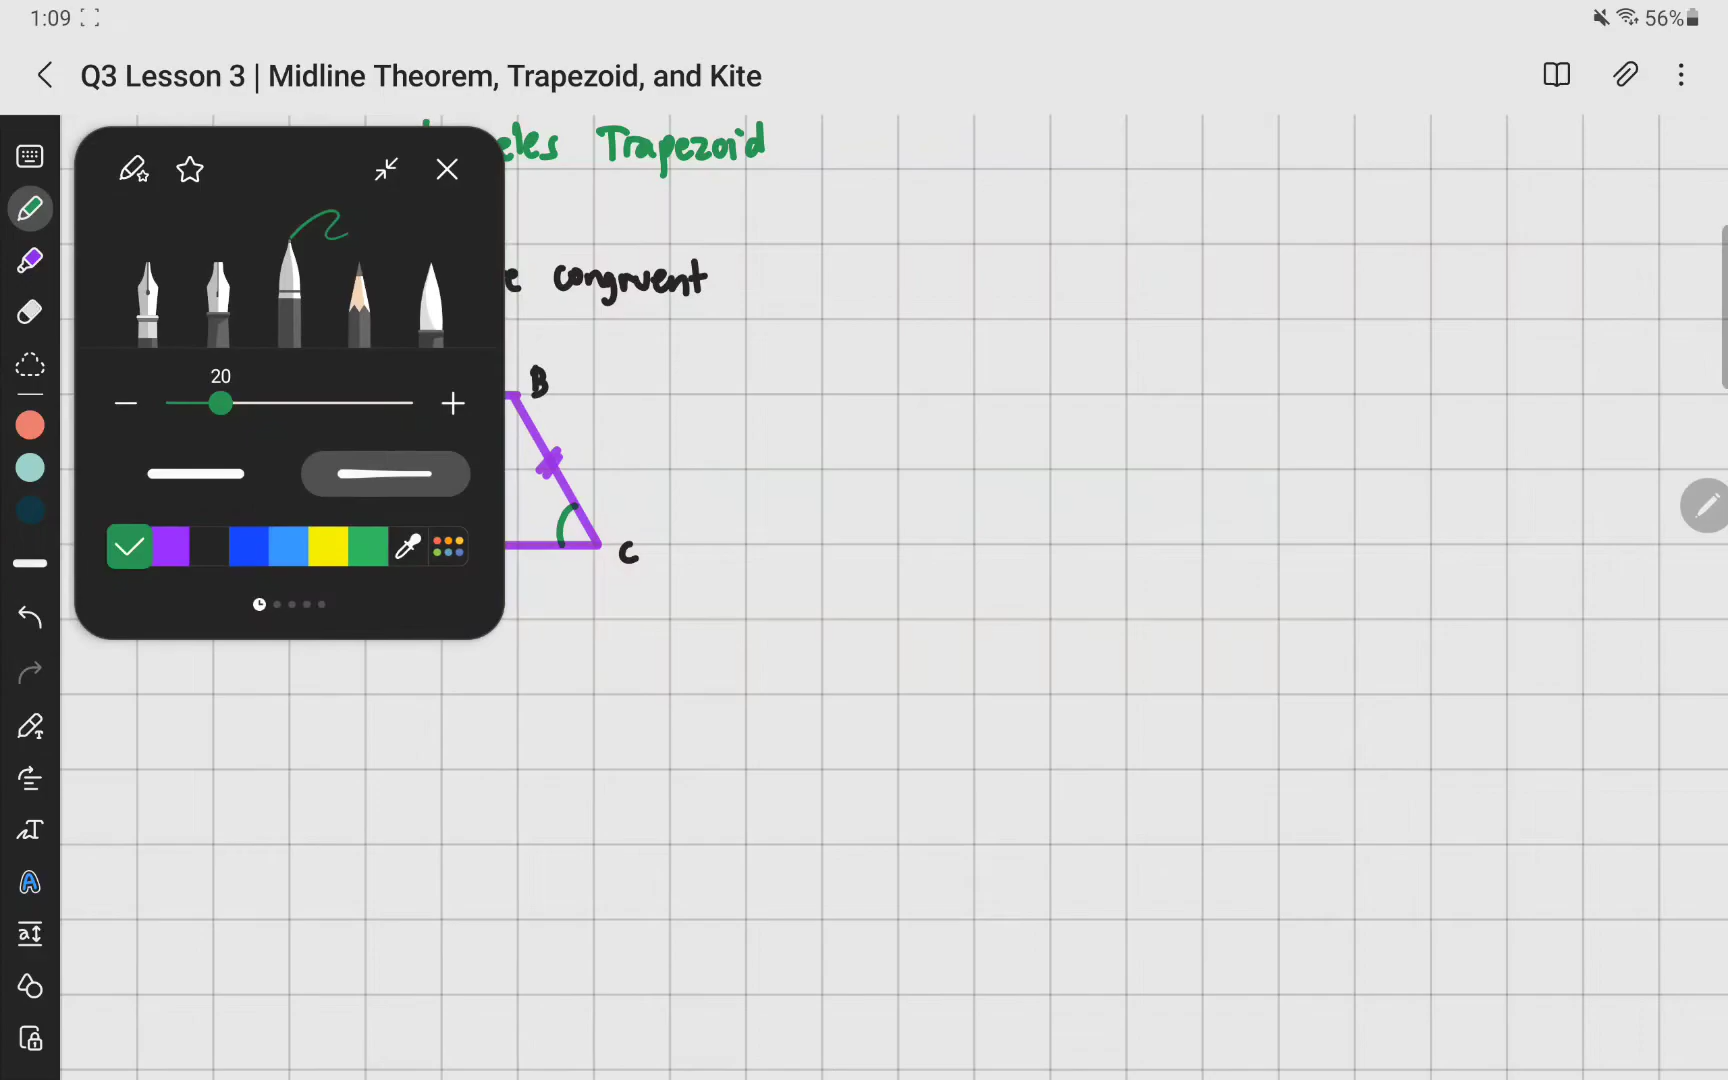 1:09 56%
Q3 Lesson 3 | Midline Theorem, Trapezoid, and Kite
Trapezoid
congruent
20
B
C